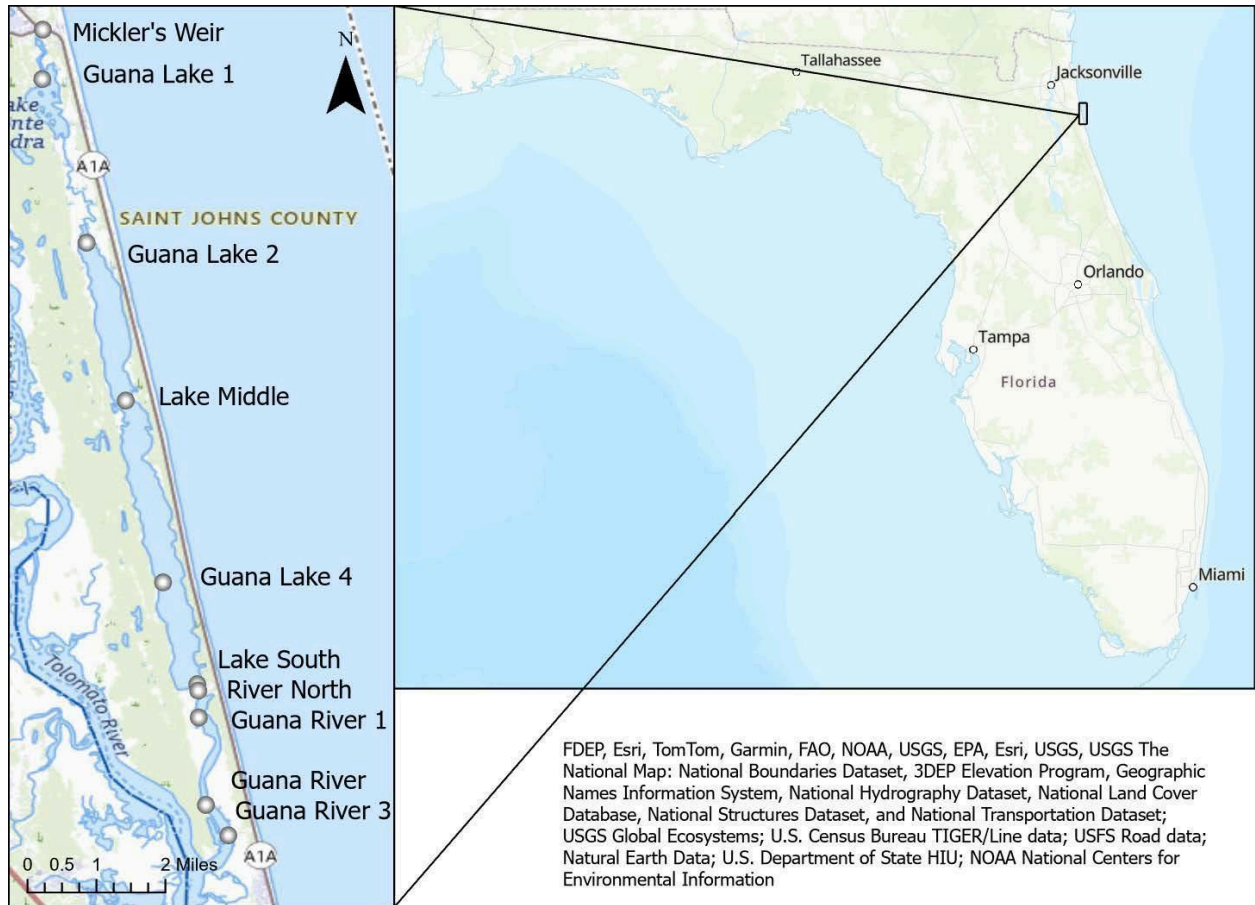 Mickler's Weir
Guana Lake 1
ake
nte
dra
A1A
SAINT JOHNS COUNTY
Guana Lake 2
Lake Middle
Guana Lake 4
Lake South
River North
Guana River 1
Tolomato River
Guana River
Guana River 3
A1A
0 0.5 1 2 Miles
N
Tallahassee
Jacksonville
Orlando
Tampa
Florida
Miami
FDEP, Esri, TomTom, Garmin, FAO, NOAA, USGS, EPA, Esri, USGS, USGS The
National Map: National Boundaries Dataset, 3DEP Elevation Program, Geographic
Names Information System, National Hydrography Dataset, National Land Cover
Database, National Structures Dataset, and National Transportation Dataset;
USGS Global Ecosystems; U.S. Census Bureau TIGER/Line data; USFS Road data;
Natural Earth Data; U.S. Department of State HIU; NOAA National Centers for
Environmental Information